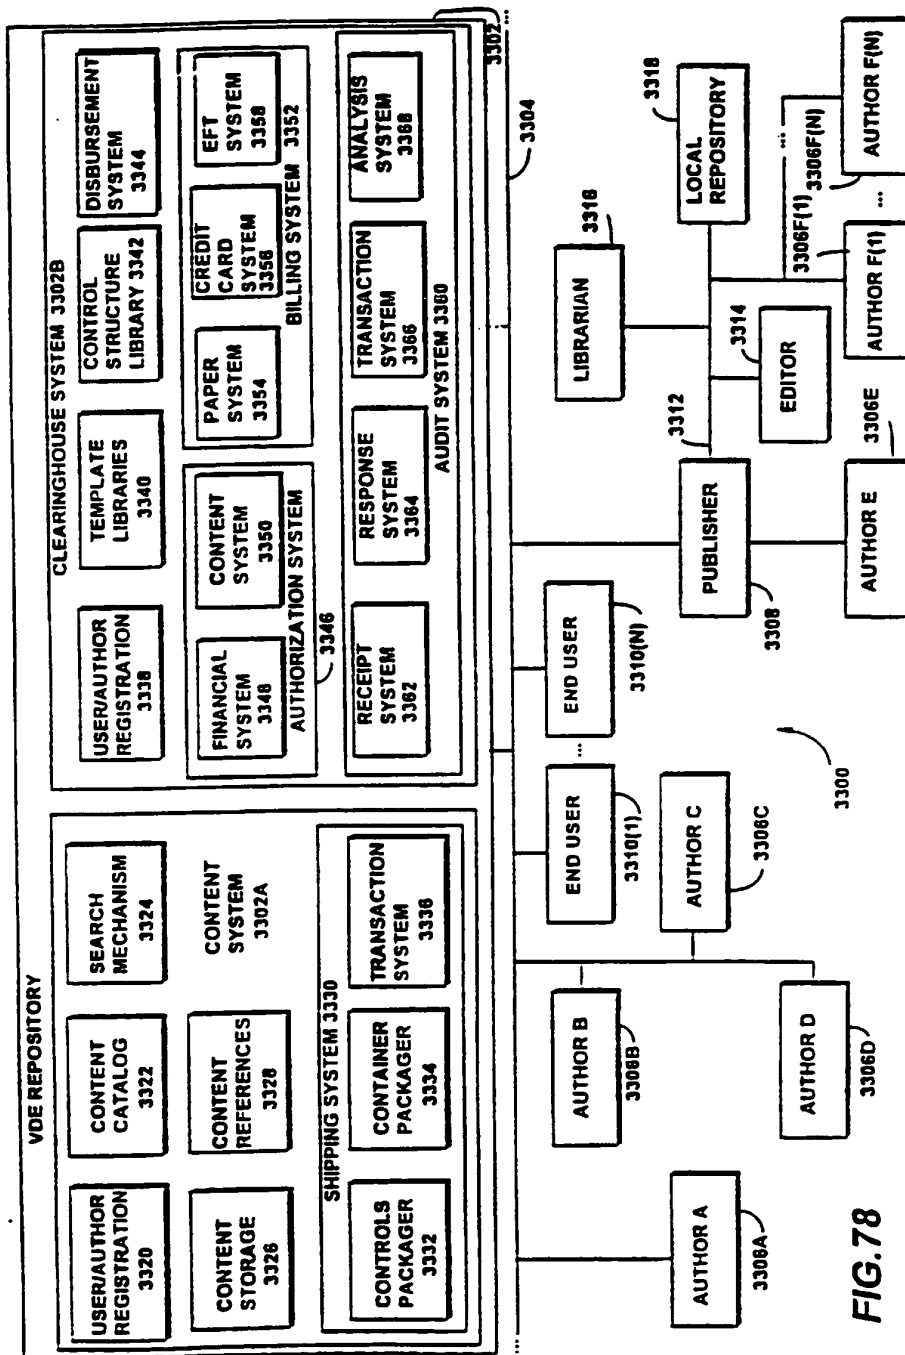 VDE REPOSITORY
USER/AUTHOR
REGISTRATION
3320
CONTENT
CATALOG
3322
SEARCH
MECHANISM
3324
CONTENT
STORAGE
3326
CONTENT
REFERENCES
3328
CONTENT
SYSTEM
3302A
SHIPPING SYSTEM 3330
CONTROLS
PACKAGER
3332
CONTAINER
PACKAGER
3334
TRANSACTION
SYSTEM
3336
CLEARINGHOUSE SYSTEM 3302B
USER/AUTHOR
REGISTRATION
3338
TEMPLATE
LIBRARIES
3340
CONTROL
STRUCTURE
LIBRARY 3342
DISBURSEMENT
SYSTEM
3344
FINANCIAL
SYSTEM
3348
CONTENT
SYSTEM
3350
AUTHORIZATION SYSTEM
3346
PAPER
SYSTEM
3354
CREDIT
CARD
SYSTEM
3356
EFT
SYSTEM
3358
BILLING SYSTEM 3352
RECEIPT
SYSTEM
3362
RESPONSE
SYSTEM
3364
TRANSACTION
SYSTEM
3366
ANALYSIS
SYSTEM
3368
AUDIT SYSTEM 3360
3302
...
...
3304
AUTHOR A
3306A
AUTHOR B
3306B
AUTHOR C
3306C
AUTHOR D
3306D
END USER
3310(1)
...
END USER
3310(N)
3300
PUBLISHER
3308
3312
AUTHOR E
3306E
EDITOR
3314
LIBRARIAN
3316
LOCAL
REPOSITORY
3318
AUTHOR F(1)
3306F(1)
...
...
AUTHOR F(N)
3306F(N)
FIG.78